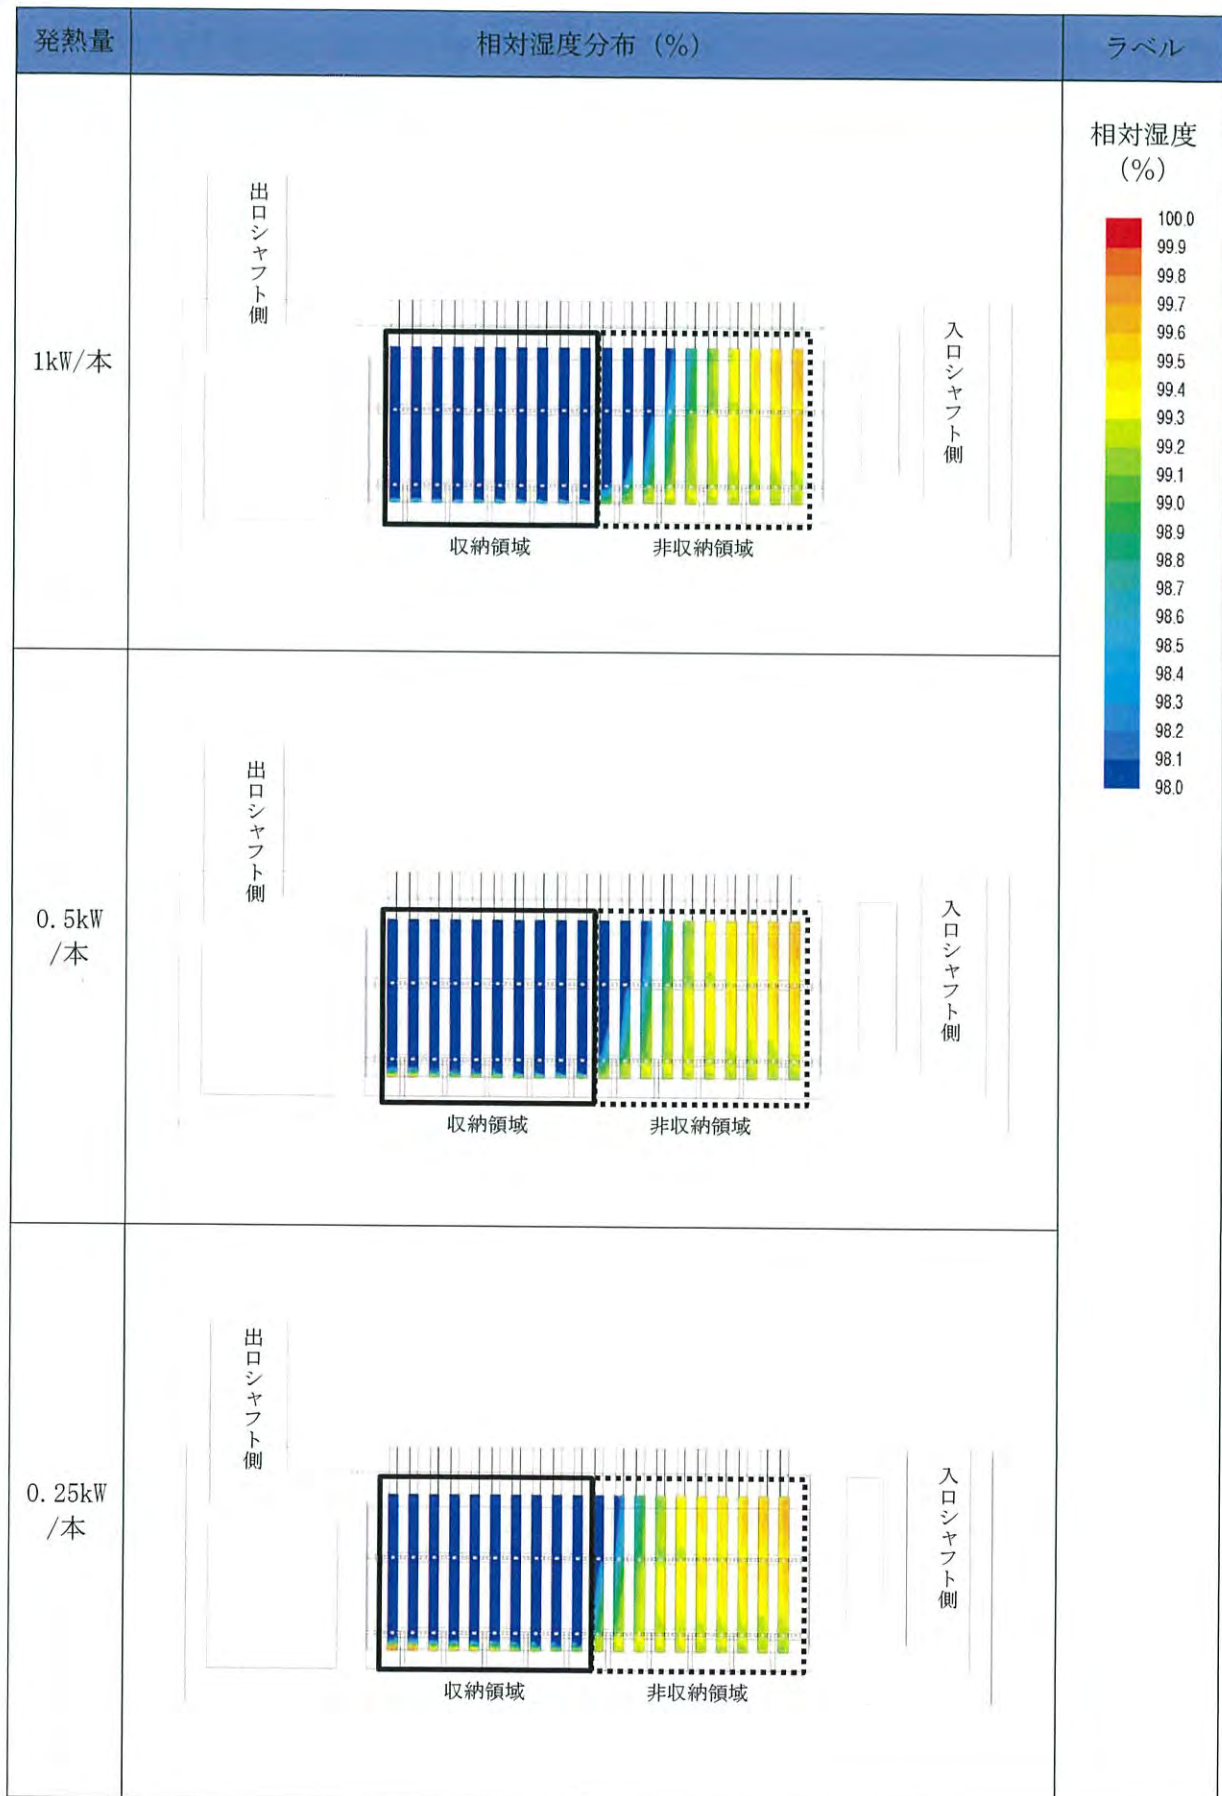 発熱量
相対湿度分布 (%)
ラベル
1kW/本
出口シャフト側
入口シャフト側
収納領域
非収納領域
相対湿度
(%)
100.0
99.9
99.8
99.7
99.6
99.5
99.4
99.3
99.2
99.1
99.0
98.9
98.8
98.7
98.6
98.5
98.4
98.3
98.2
98.1
98.0
0.5kW
/本
出口シャフト側
入口シャフト側
収納領域
非収納領域
0.25kW
/本
出口シャフト側
入口シャフト側
収納領域
非収納領域